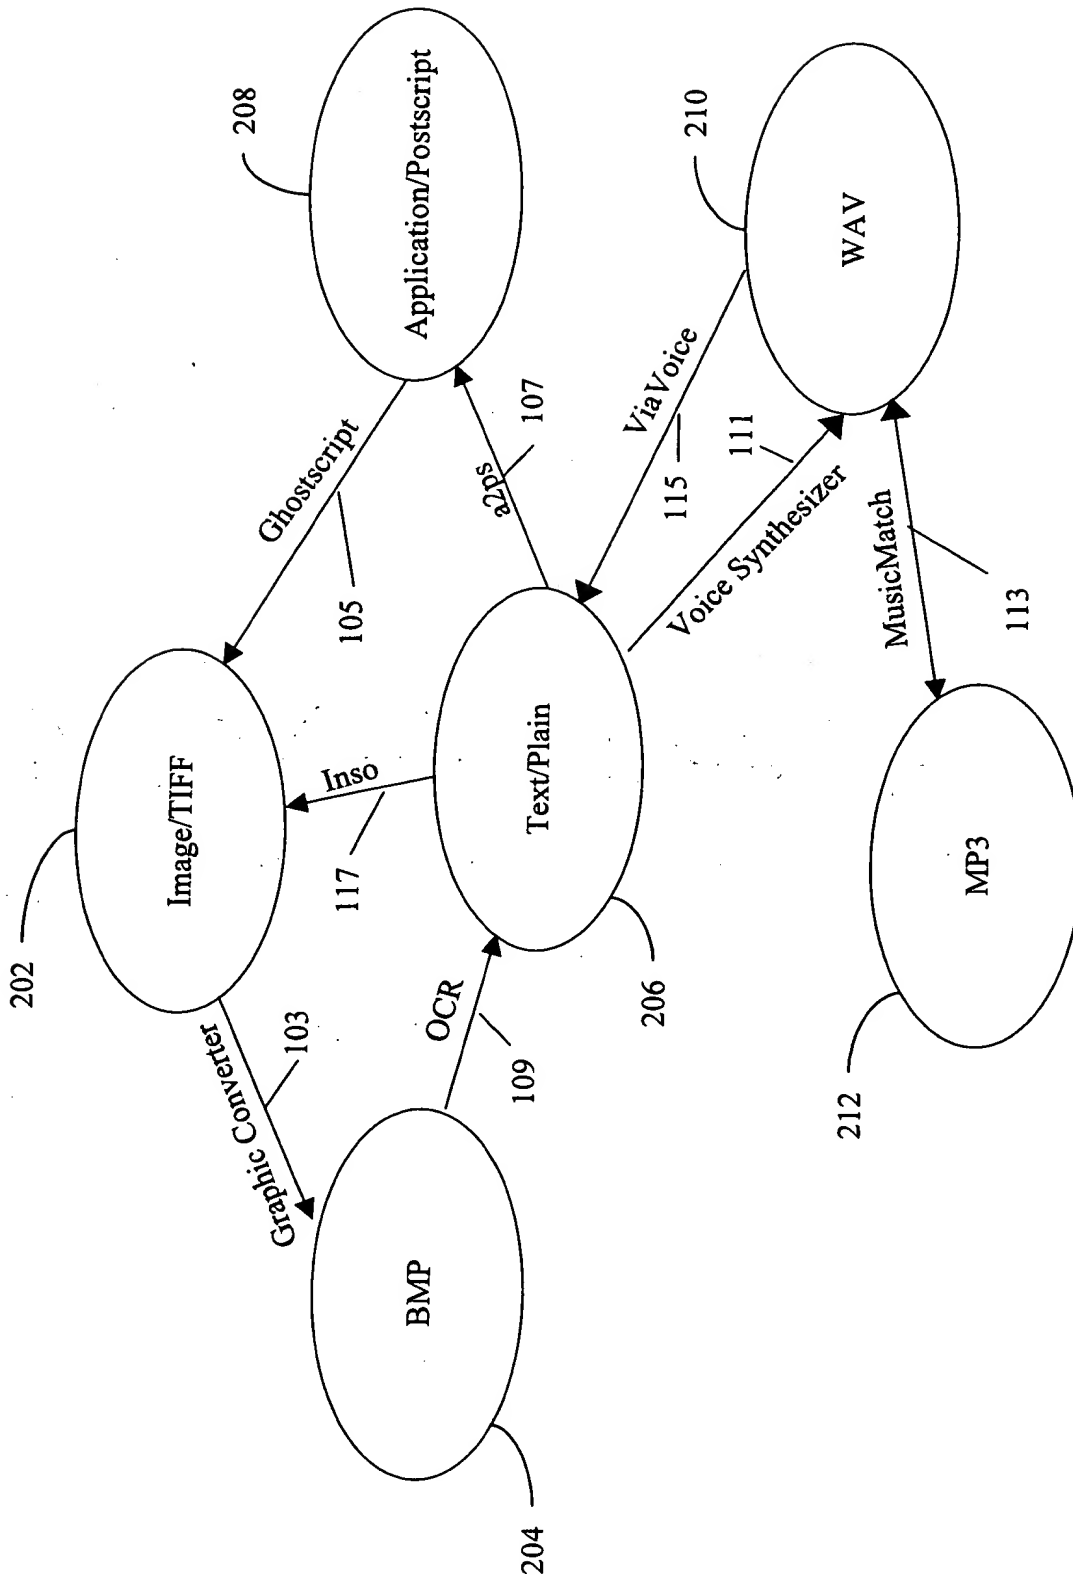 202
Image/TIFF
Graphic Converter
103
Ghostscript
105
208
Application/Postscript
204
BMP
OCR
109
Inso
117
Text/Plain
206
a2ps
107
ViaVoice
115
Voice Synthesizer
111
210
WAV
MusicMatch
113
212
MP3